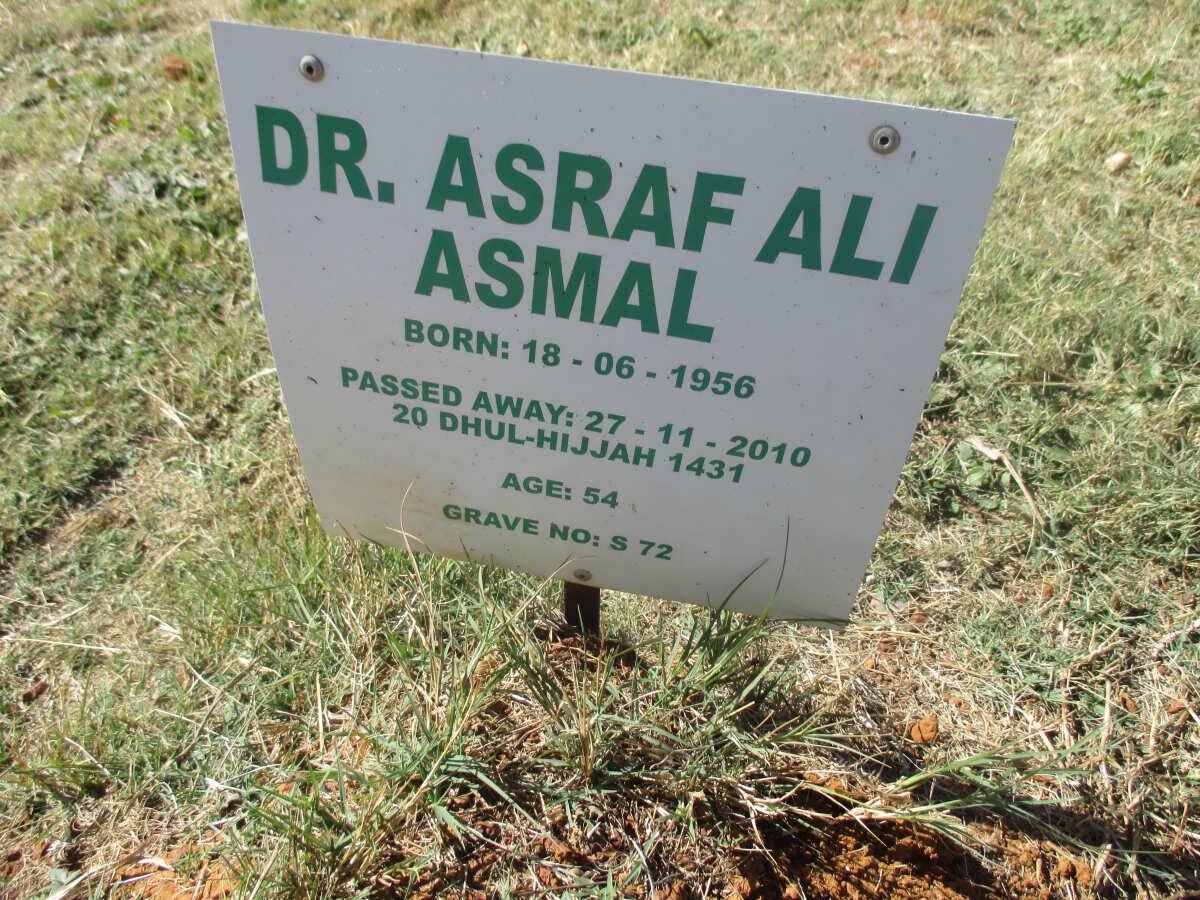 DR. ASRAF ALI
ASMAL
BORN: 18 - 06 - 1956
PASSED AWAY: 27 - 11 - 2010
20 DHUL-HIJJAH 1431
AGE: 54
GRAVE NO: S 72